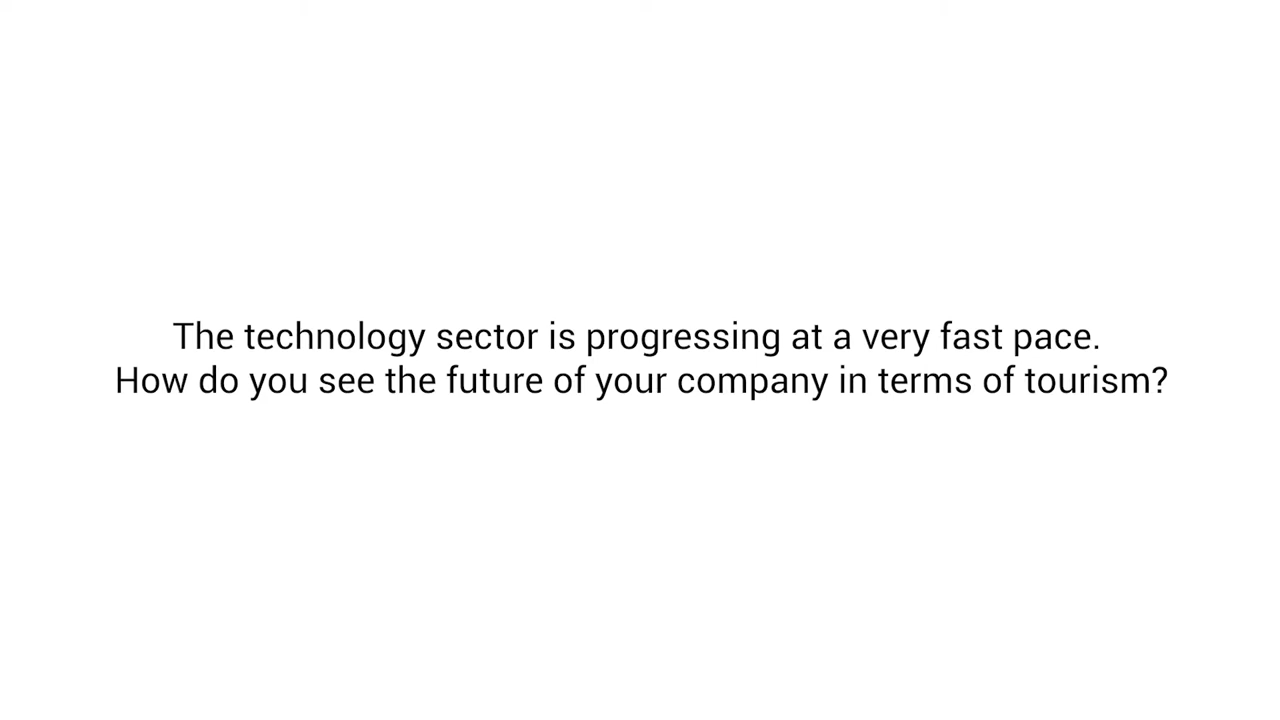 The technology sector is progressing at a very fast pace.
How do you see the future of your company in terms of tourism?